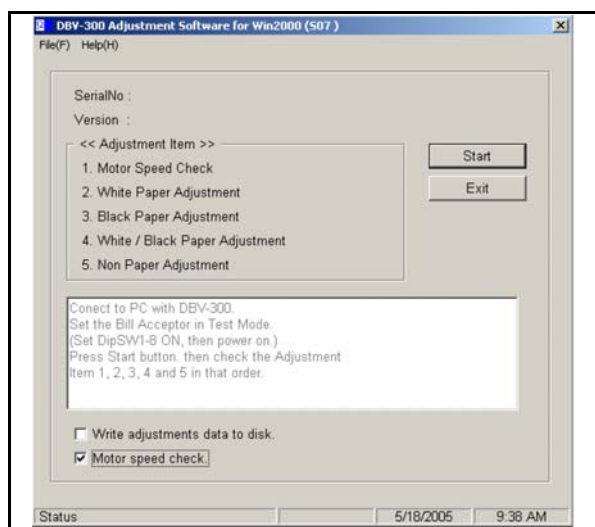 DBV-300 Adjustment Software for Win2000 (S07 )
File(F) Help(H)
SerialNo :
Version :
<< Adjustment Item >>
1. Motor Speed Check
2. White Paper Adjustment
3. Black Paper Adjustment
4. White / Black Paper Adjustment
5. Non Paper Adjustment
Start
Exit
Conect to PC with DBV-300.
Set the Bill Acceptor in Test Mode.
(Set DipSW1-8 ON, then power on.)
Press Start button. then check the Adjustment
Item 1, 2, 3, 4 and 5 in that order.
Write adjustments data to disk.
Motor speed check.
Status 5/18/2005 9:38 AM